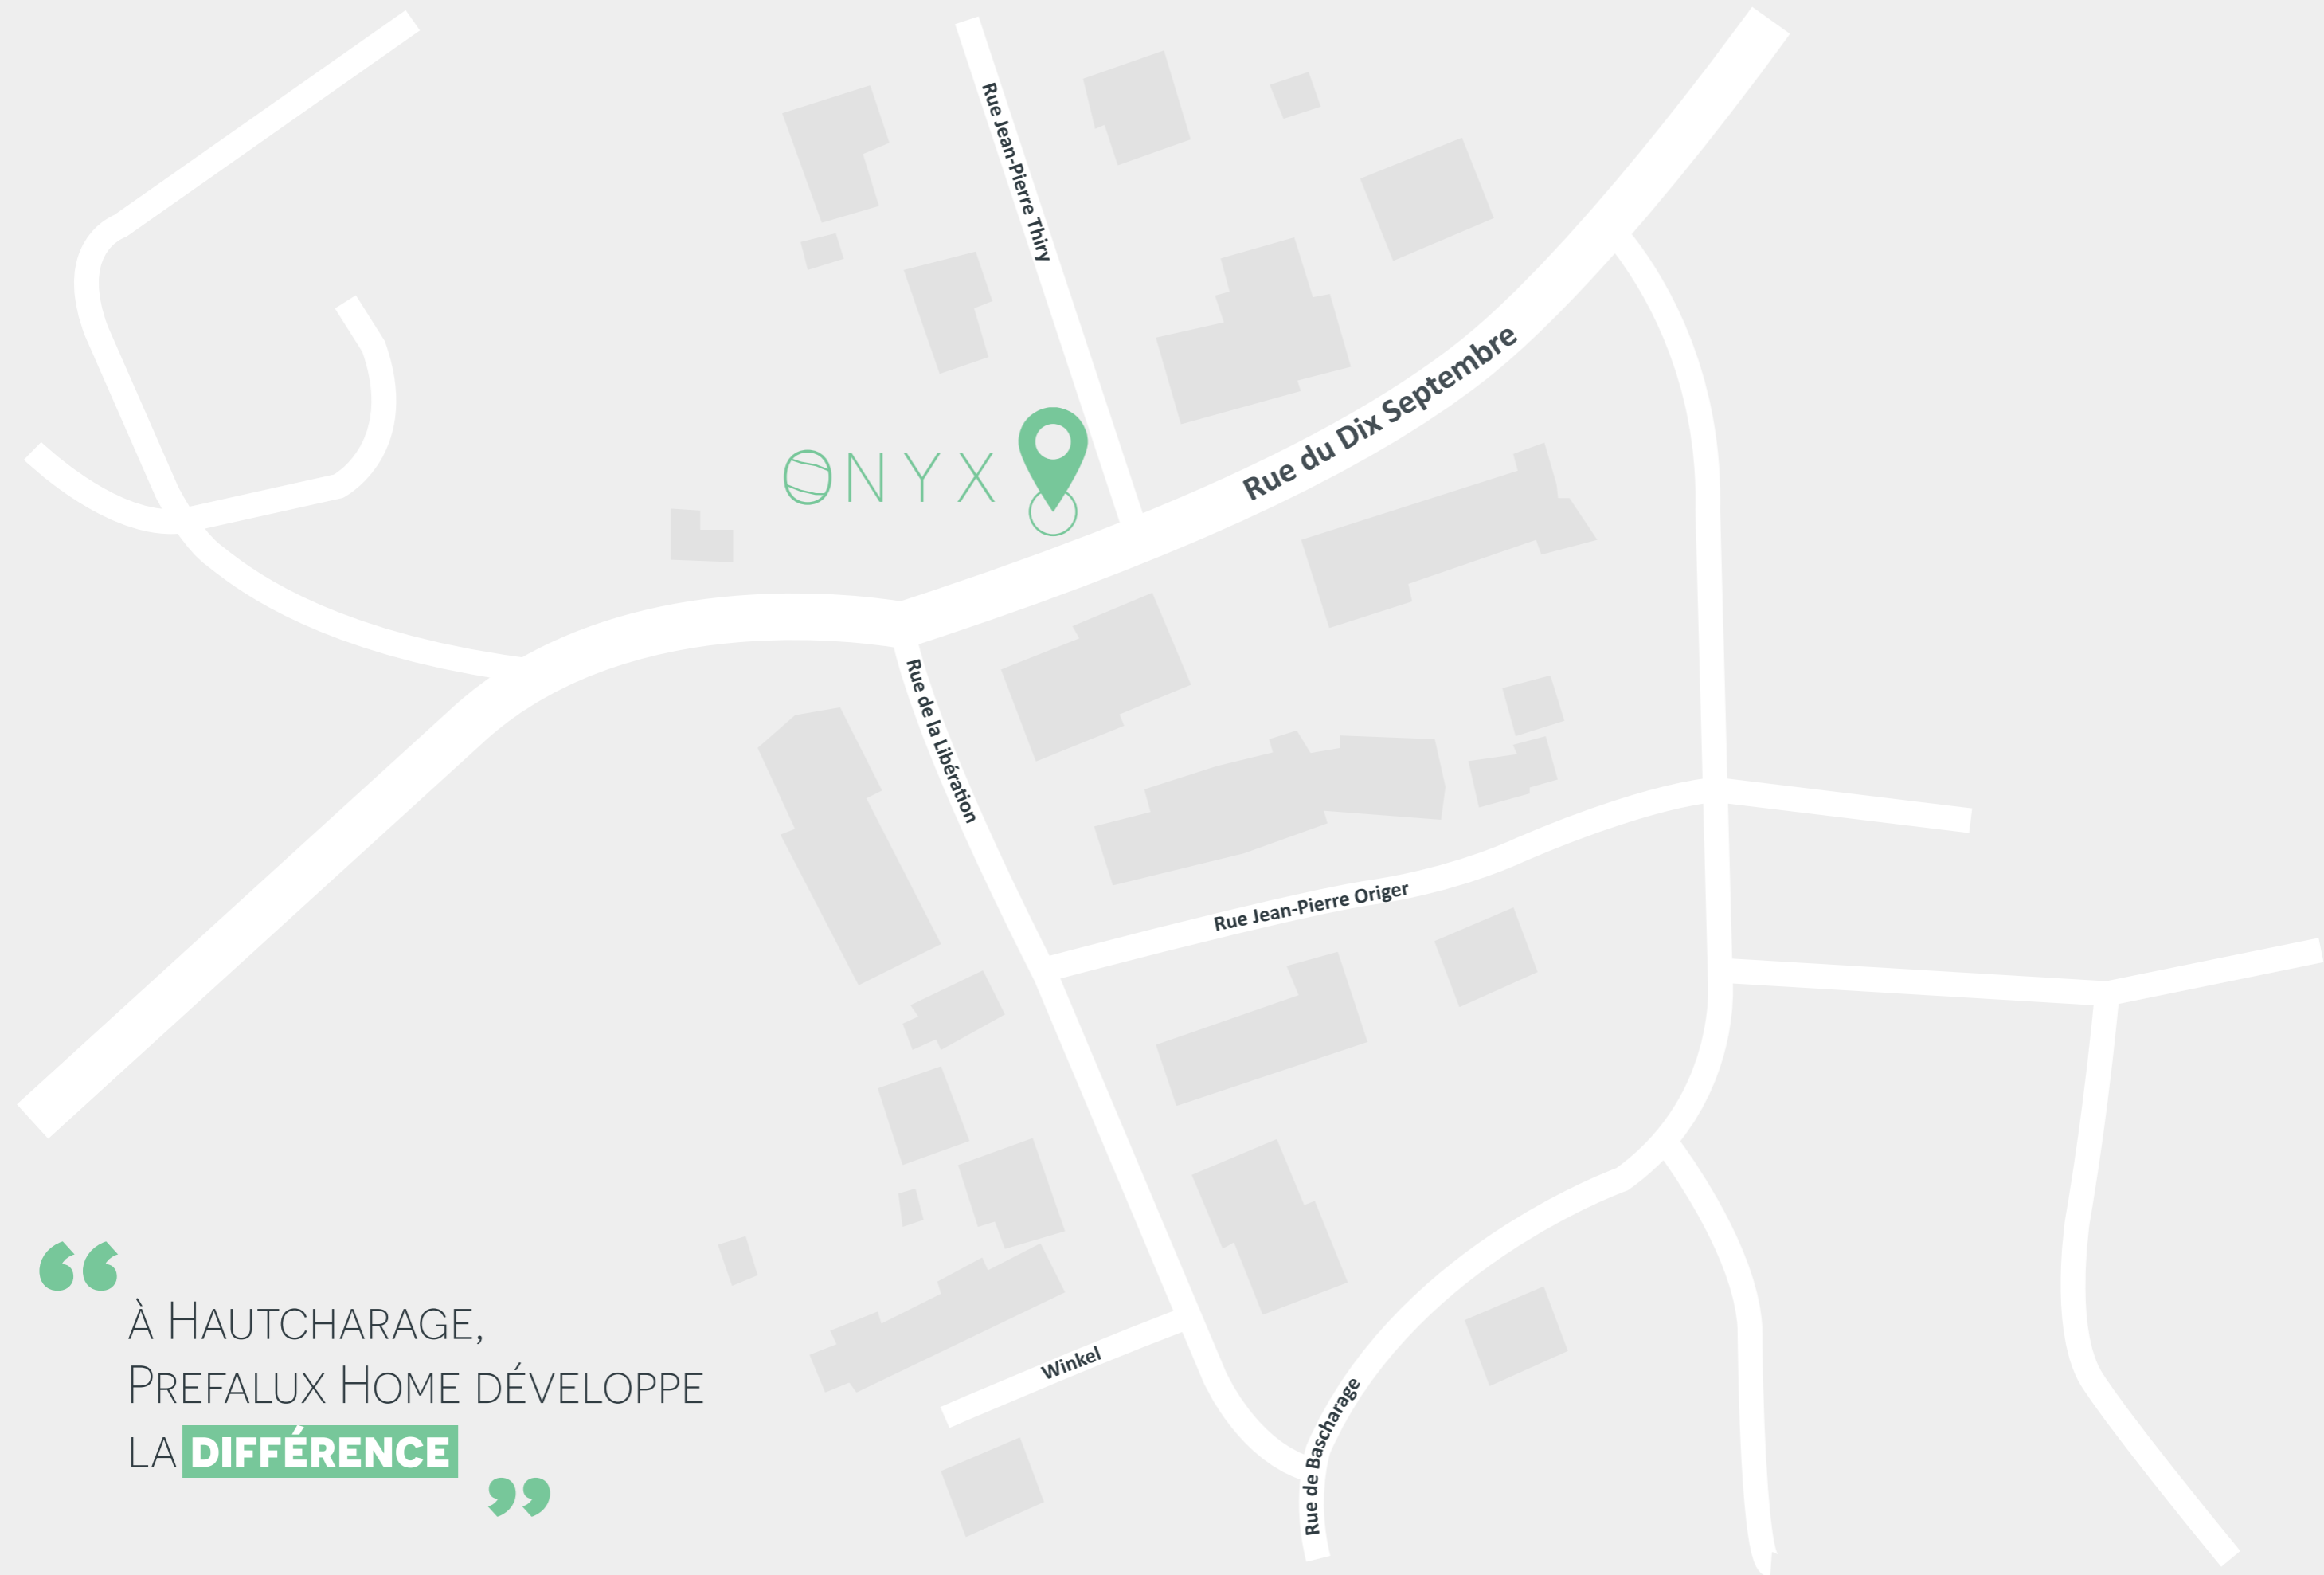 Rue Jean-Pierre Thiry
Rue du Dix Septembre
ONYX
Rue de la Libération
Rue Jean-Pierre Origer
Winkel
Rue de Bascharage
“
À HAUTCHARAGE,
PREFALUX HOME DÉVELOPE
LA DIFFÉRENCE
”